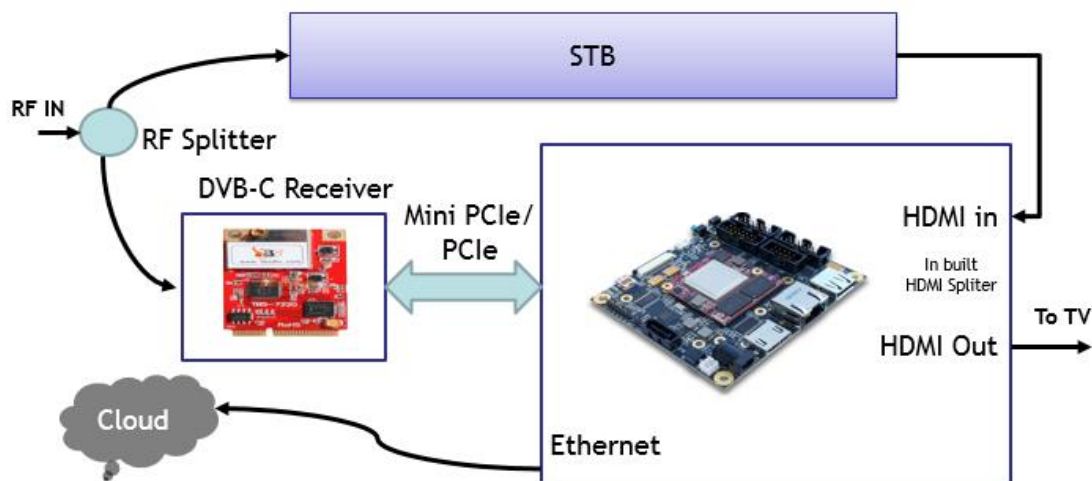 STB
RF IN
RF Splitter
DVB-C Receiver
Mini PCIe/
PCIe
HDMI in
In built
HDMI Spliter
To TV
HDMI Out
Cloud
Ethernet